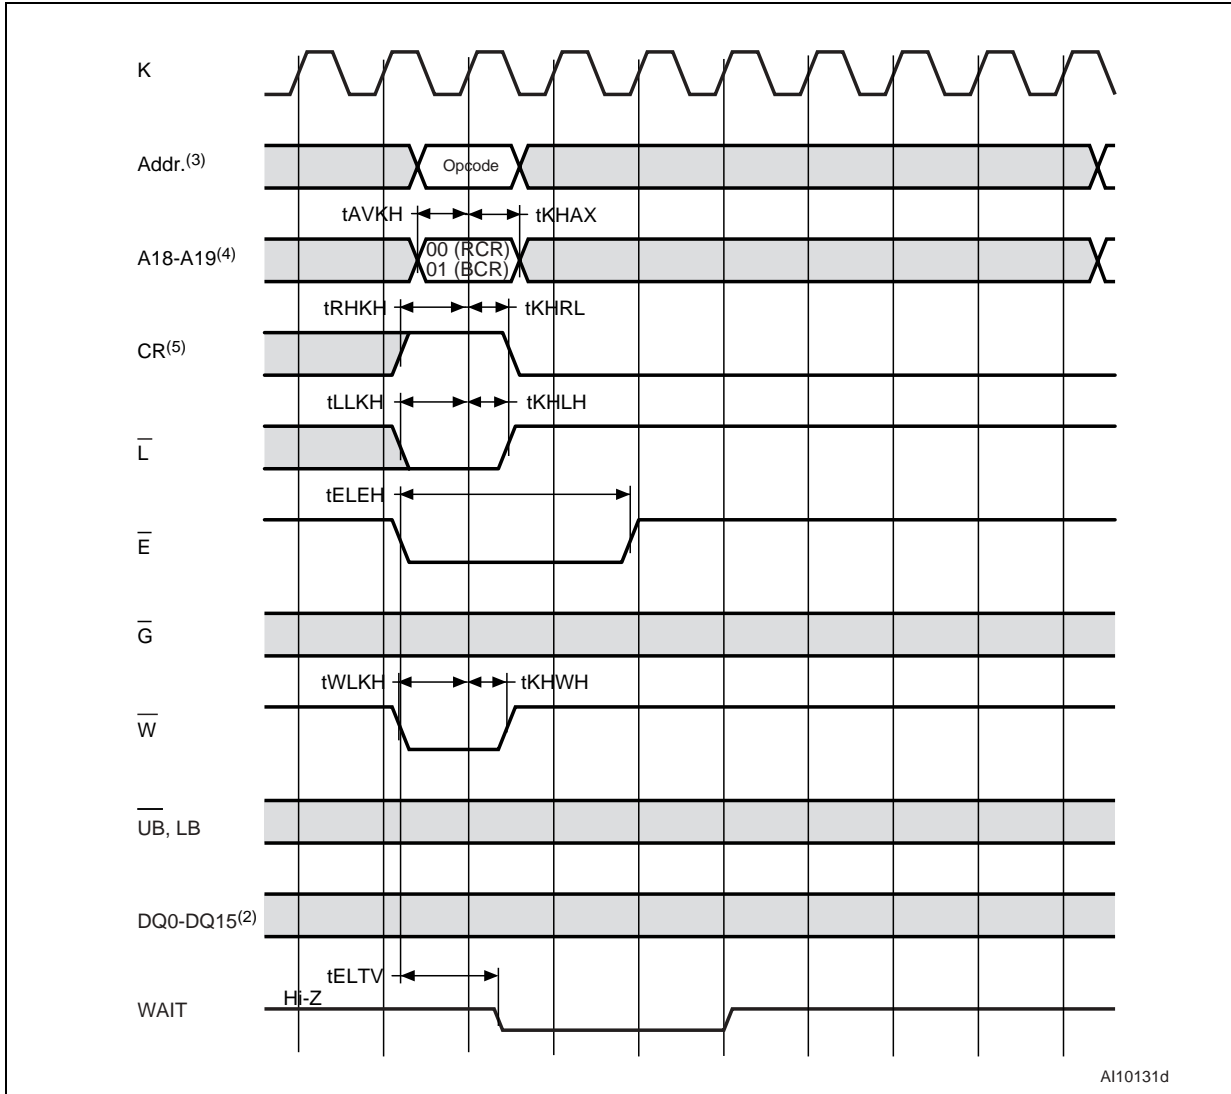 K
Addr.(3)
Opcode
tAVKH
tKHAX
A18-A19(4)
00 (RCR)
01 (BCR)
tRHKH
tKHRL
CR(5)
tLLKH
tKHLH
L
tELEH
E
G
tWLKH
tKHWH
W
UB, LB
DQ0-DQ15(2)
tELTV
Hi-Z
WAIT
AI10131d